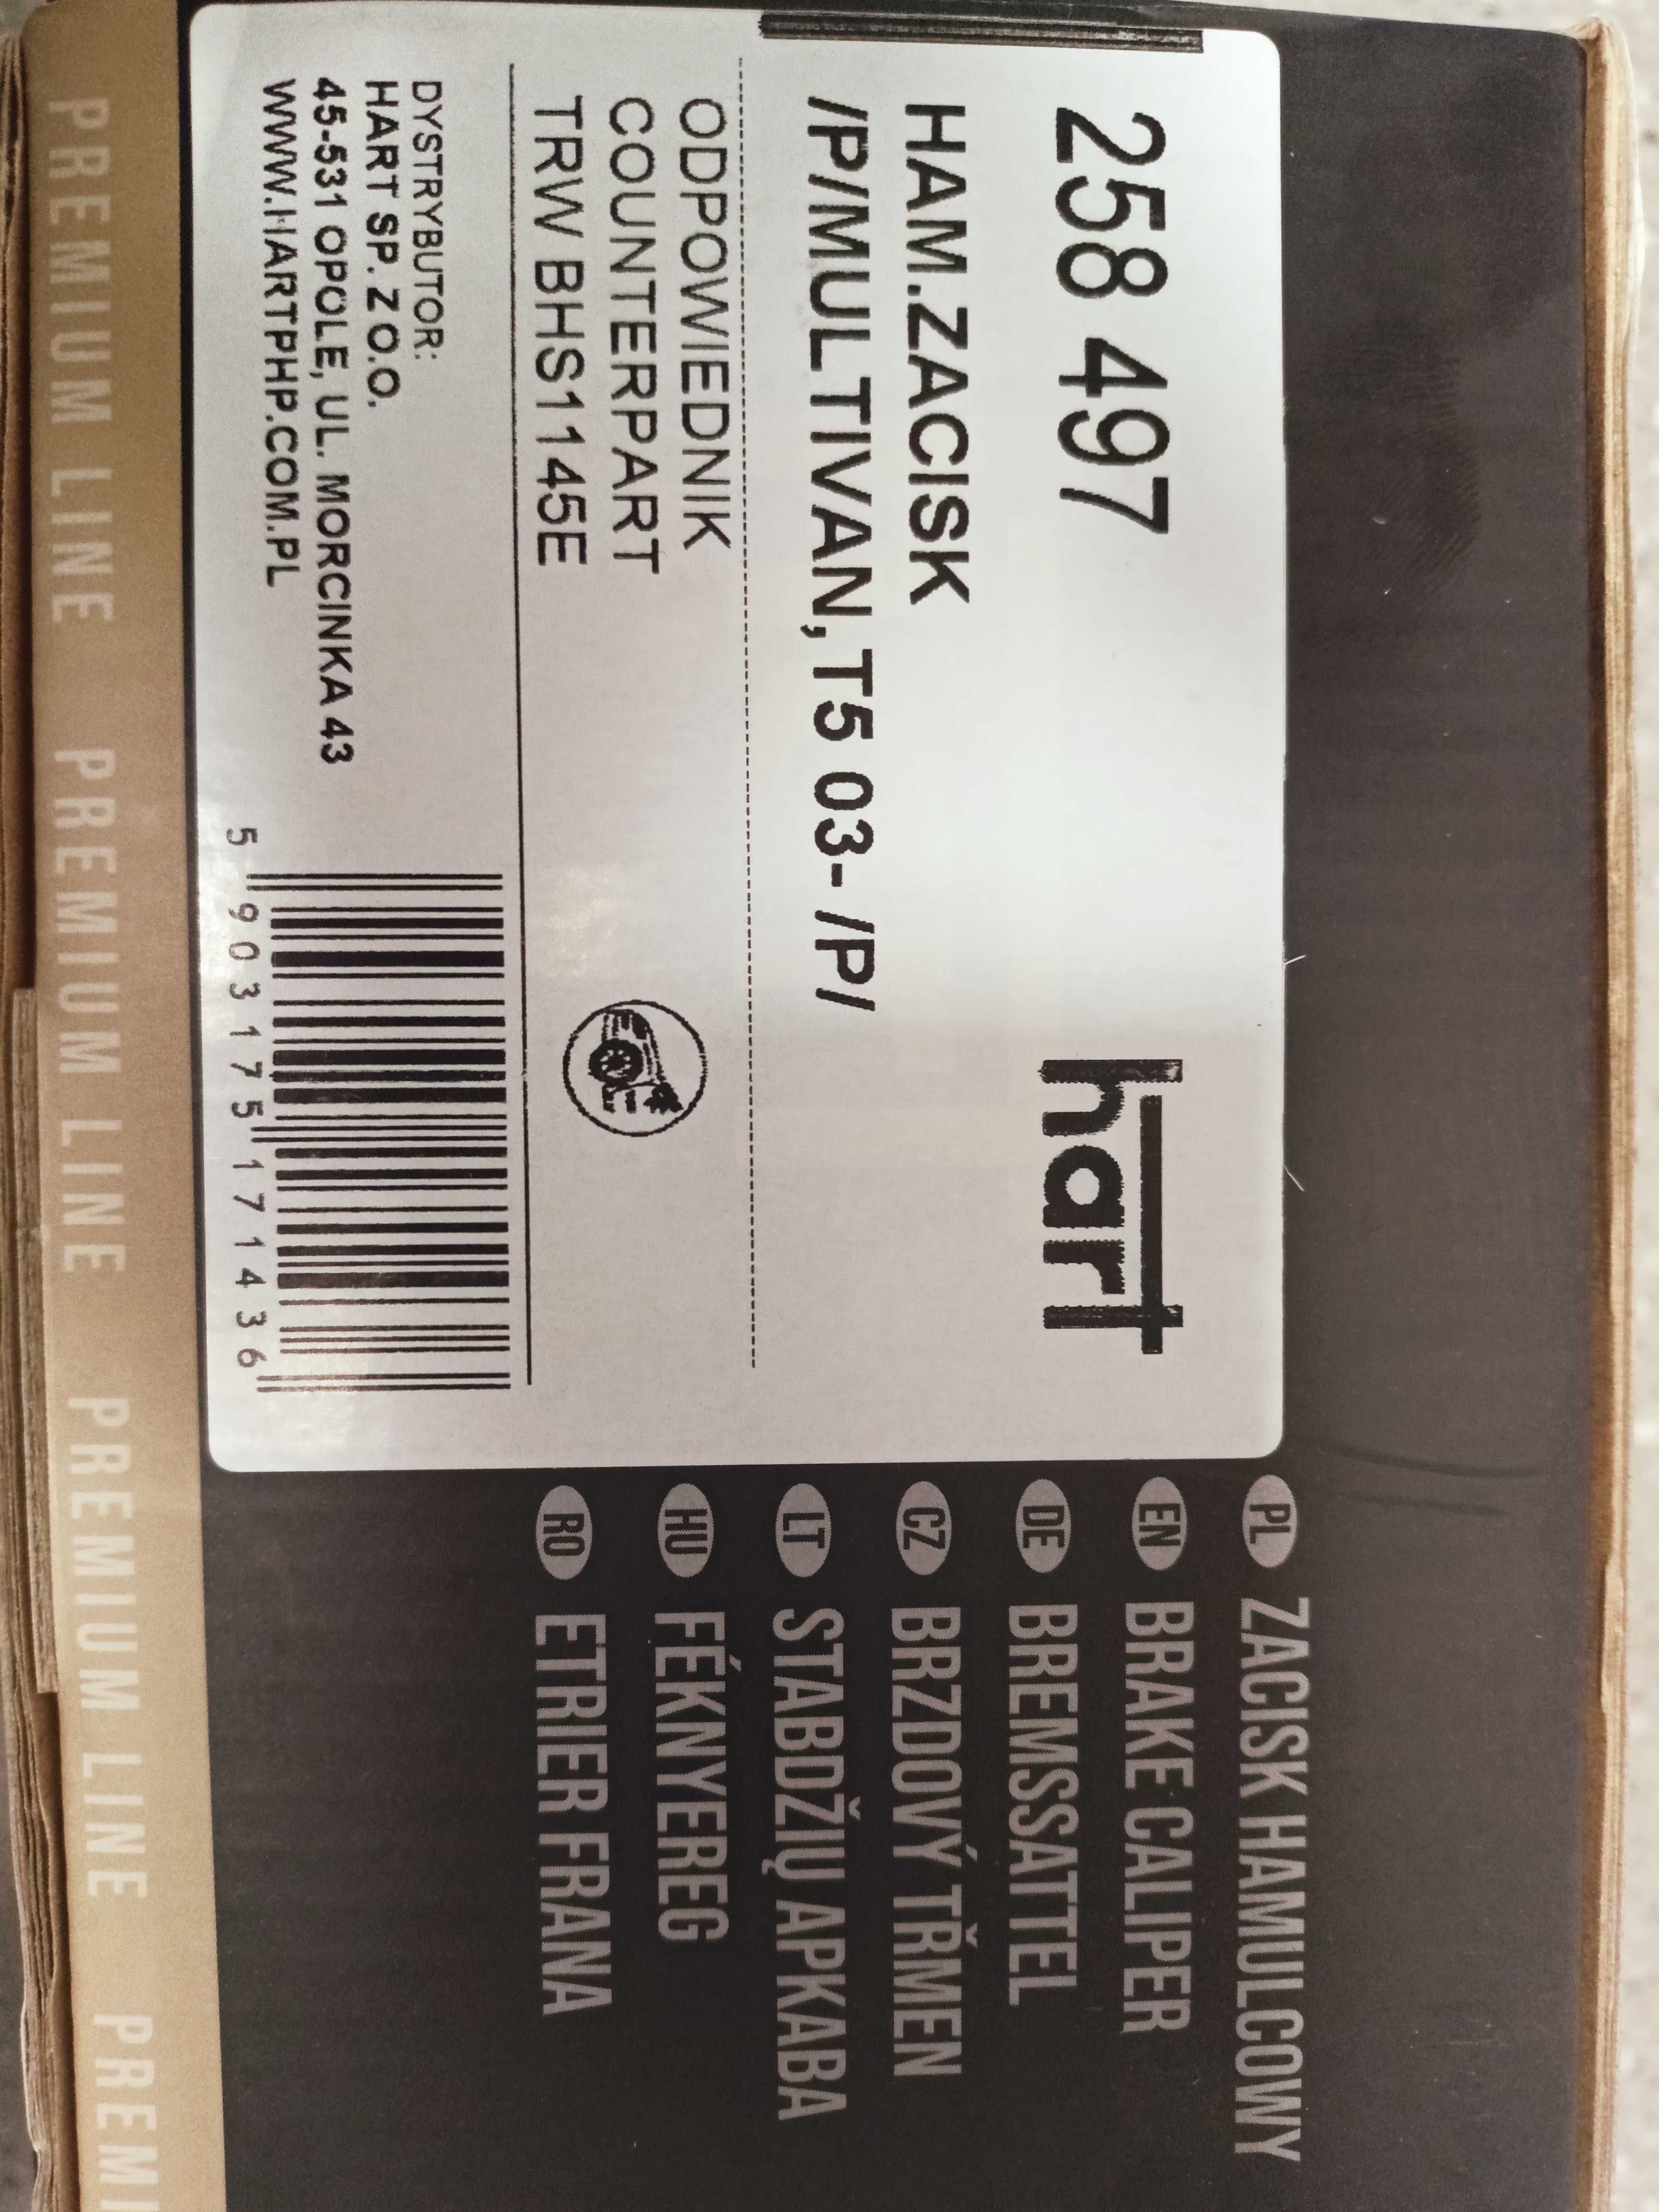 258 497
hart
HAM.ZACISK
/P/MULTIVAN,T5 03- /P/
ODPOWIEDNIK
COUNTERPART
TRW BHS1145E
DYSTRYBUTOR:
HART SP. Z O.O.
45-531 OPOLE, UL. MORCINKA 43
WWW.HARTPHP.COM.PL
5 903175 171436
PL ZACISK HAMULCOWY
EN BRAKE CALIPER
DE BREMSSATTEL
CZ BRZDOVÝ TŘMEN
LT STABDŽIŲ APKABA
HU FÉKNYEREG
RO ETRIER FRANA
PREMIUM LINE PREMIUM LINE PREMIUM LINE PREMI